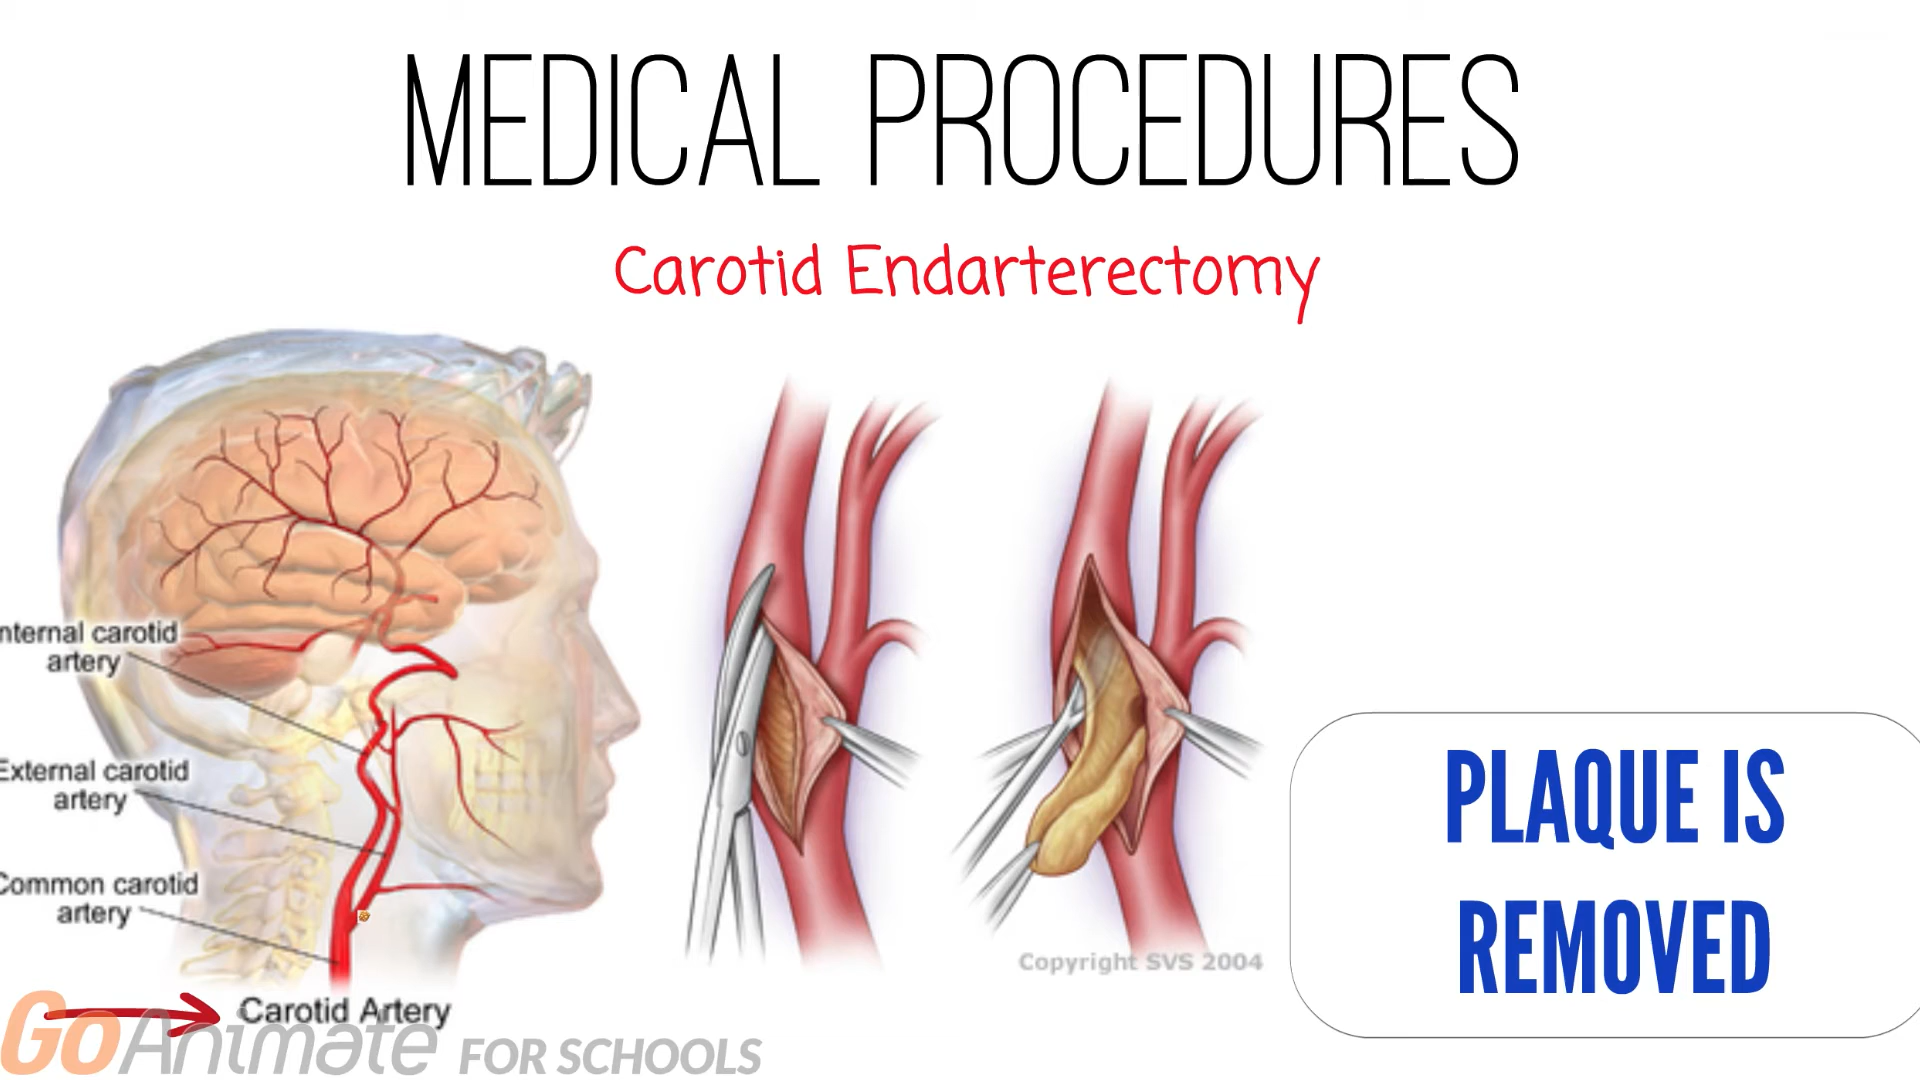 MEDICAL PROCEDURES
Carotid Endarterectomy
nternal carotid
artery
External carotid
artery
Common carotid
artery
Carotid Artery
Copyright SVS 2004
PLAQUE IS
REMOVED
GoAnimate FOR SCHOOLS